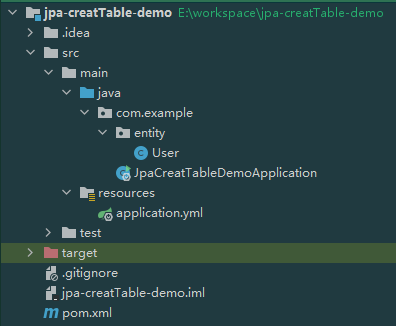 jpa-creatTable-demo E:\workspace\jpa-creatTable-demo
.idea
src
main
java
com.example
entity
User
JpaCreatTableDemoApplication
resources
application.yml
test
target
.gitignore
jpa-creatTable-demo.iml
pom.xml